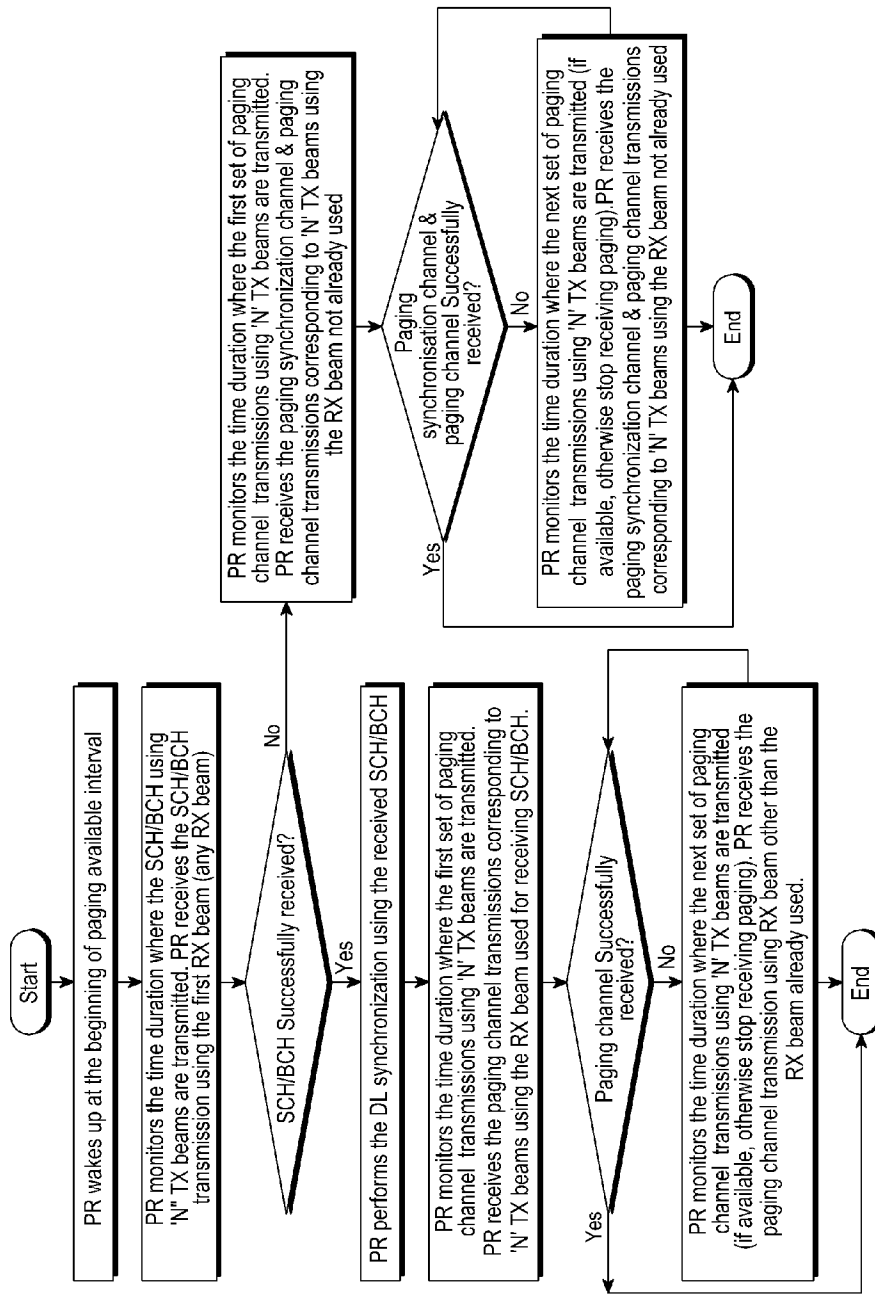 Start
PR wakes up at the beginning of paging available interval
PR monitors the time duration where the SCH/BCH using
'N" TX beams are transmitted. PR receives the SCH/BCH
transmission using the first RX beam (any RX beam)
SCH/BCH Successfully received?
No
Yes
PR performs the DL synchronization using the received SCH/BCH
PR monitors the time duration where the first set of paging
channel transmissions using 'N' TX beams are transmitted.
PR receives the paging channel transmissions corresponding to
'N' TX beams using the RX beam used for receiving SCH/BCH.
Paging channel Successfully
received?
Yes
No
PR monitors the time duration where the next set of paging
channel transmissions using 'N' TX beams are transmitted
(if available, otherwise stop receiving paging). PR receives the
paging channel transmission using RX beam other than the
RX beam already used.
End
PR monitors the time duration where the first set of paging
channel transmissions using 'N' TX beams are transmitted.
PR receives the paging synchronization channel & paging
channel transmissions corresponding to 'N' TX beams using
the RX beam not already used
Paging
synchronisation channel &
paging channel Successfully
received?
Yes
No
PR monitors the time duration where the next set of paging
channel transmissions using 'N' TX beams are transmitted (if
available, otherwise stop receiving paging).PR receives the
paging synchronization channel & paging channel transmissions
corresponding to 'N' TX beams using the RX beam not already used
End